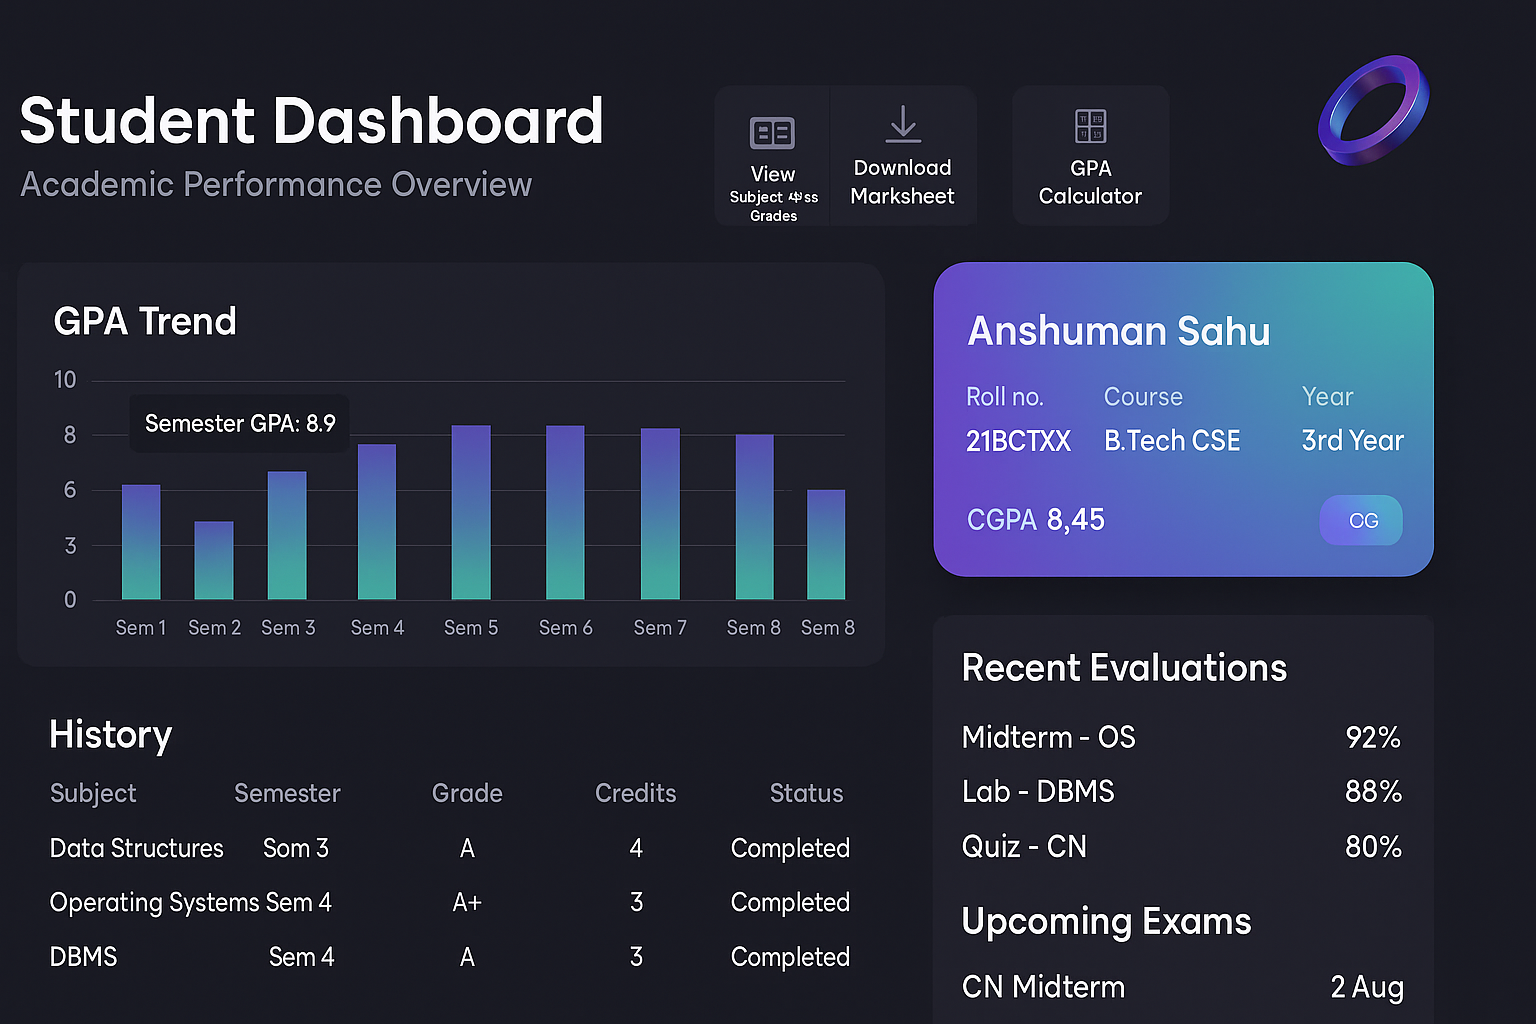 Student Dashboard
Academic Performance Overview
View
Subject
Grades
Download
Marksheet
GPA
Calculator
GPA Trend
10
8
6
3
0
Semester GPA: 8.9
Sem 1 Sem 2 Sem 3 Sem 4 Sem 5 Sem 6 Sem 7 Sem 8 Sem 8
Anshuman Sahu
Roll no. Course Year
21BCTXX B.Tech CSE 3rd Year
CGPA 8,45
CG
History
Subject Semester Grade Credits Status
Data Structures Som 3 A 4 Completed
Operating Systems Sem 4 A+ 3 Completed
DBMS Sem 4 A 3 Completed
Recent Evaluations
Midterm - OS 92%
Lab - DBMS 88%
Quiz - CN 80%
Upcoming Exams
CN Midterm 2 Aug